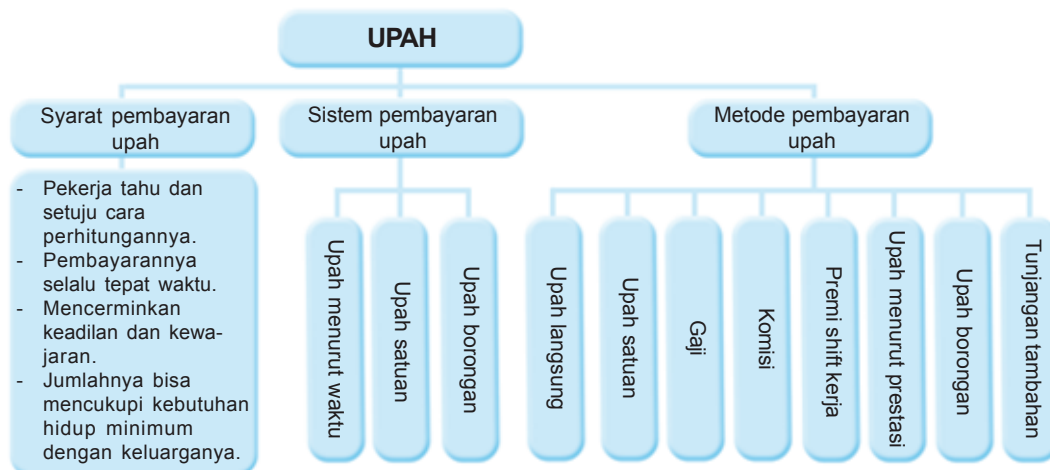 UPAH
Syarat pembayaran
upah
Sistem pembayaran
upah
Metode pembayaran
upah
- Pekerja tahu dan
setuju cara
perhitungannya.
- Pembayarannya
selalu tepat waktu.
- Mencerminkan
keadilan dan kewa-
jaran.
- Jumlahnya bisa
mencukupi kebutuhan
hidup minimum
dengan keluarganya.
Upah menurut waktu
Upah satuan
Upah borongan
Upah langsung
Upah satuan
Gaji
Komisi
Premi shift kerja
Upah menurut prestasi
Upah borongan
Tunjangan tambahan